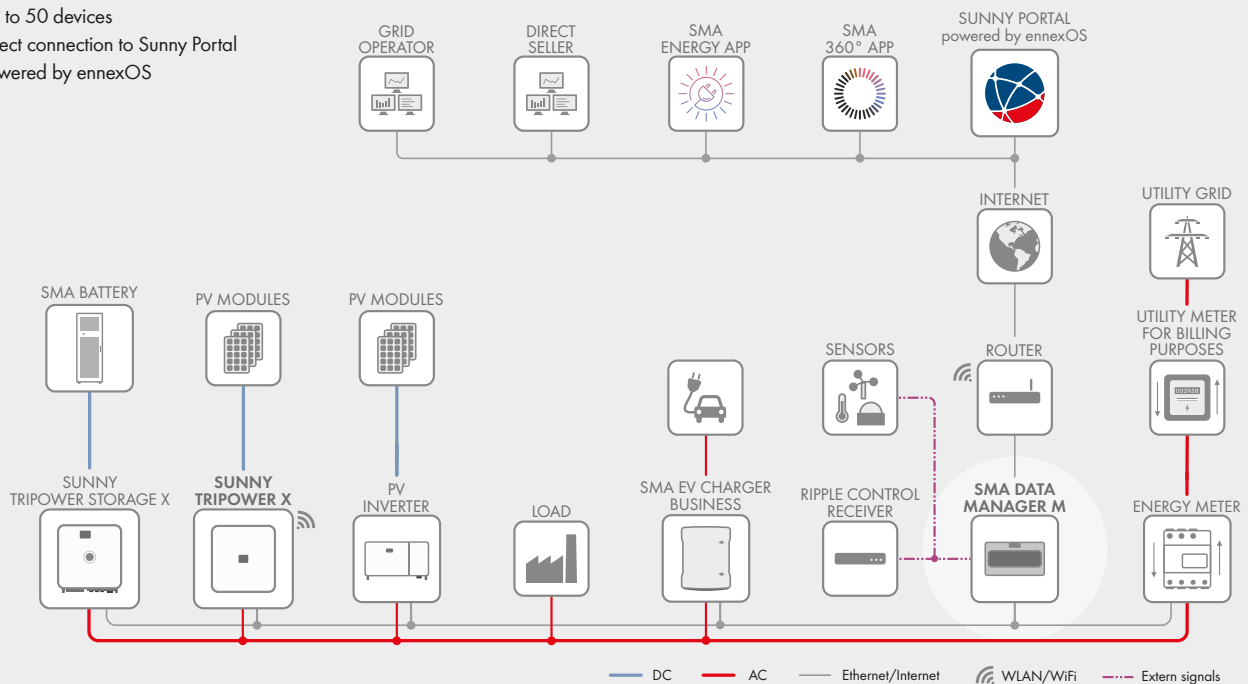 to 50 devices
ect connection to Sunny Portal
wered by ennexOS
GRID
OPERATOR
DIRECT
SELLER
SMA
ENERGY APP
SMA
360° APP
SUNNY PORTAL
powered by ennexOS
INTERNET
UTILITY GRID
SMA BATTERY
PV MODULES
PV MODULES
SENSORS
ROUTER
UTILITY METER
FOR BILLING
PURPOSES
SUNNY
TRIPOWER STORAGE X
SUNNY
TRIPOWER X
PV
INVERTER
LOAD
SMA EV CHARGER
BUSINESS
RIPPLE CONTROL
RECEIVER
SMA DATA
MANAGER M
ENERGY METER
DC
AC
Ethernet/Internet
WLAN/WiFi
Extern signals